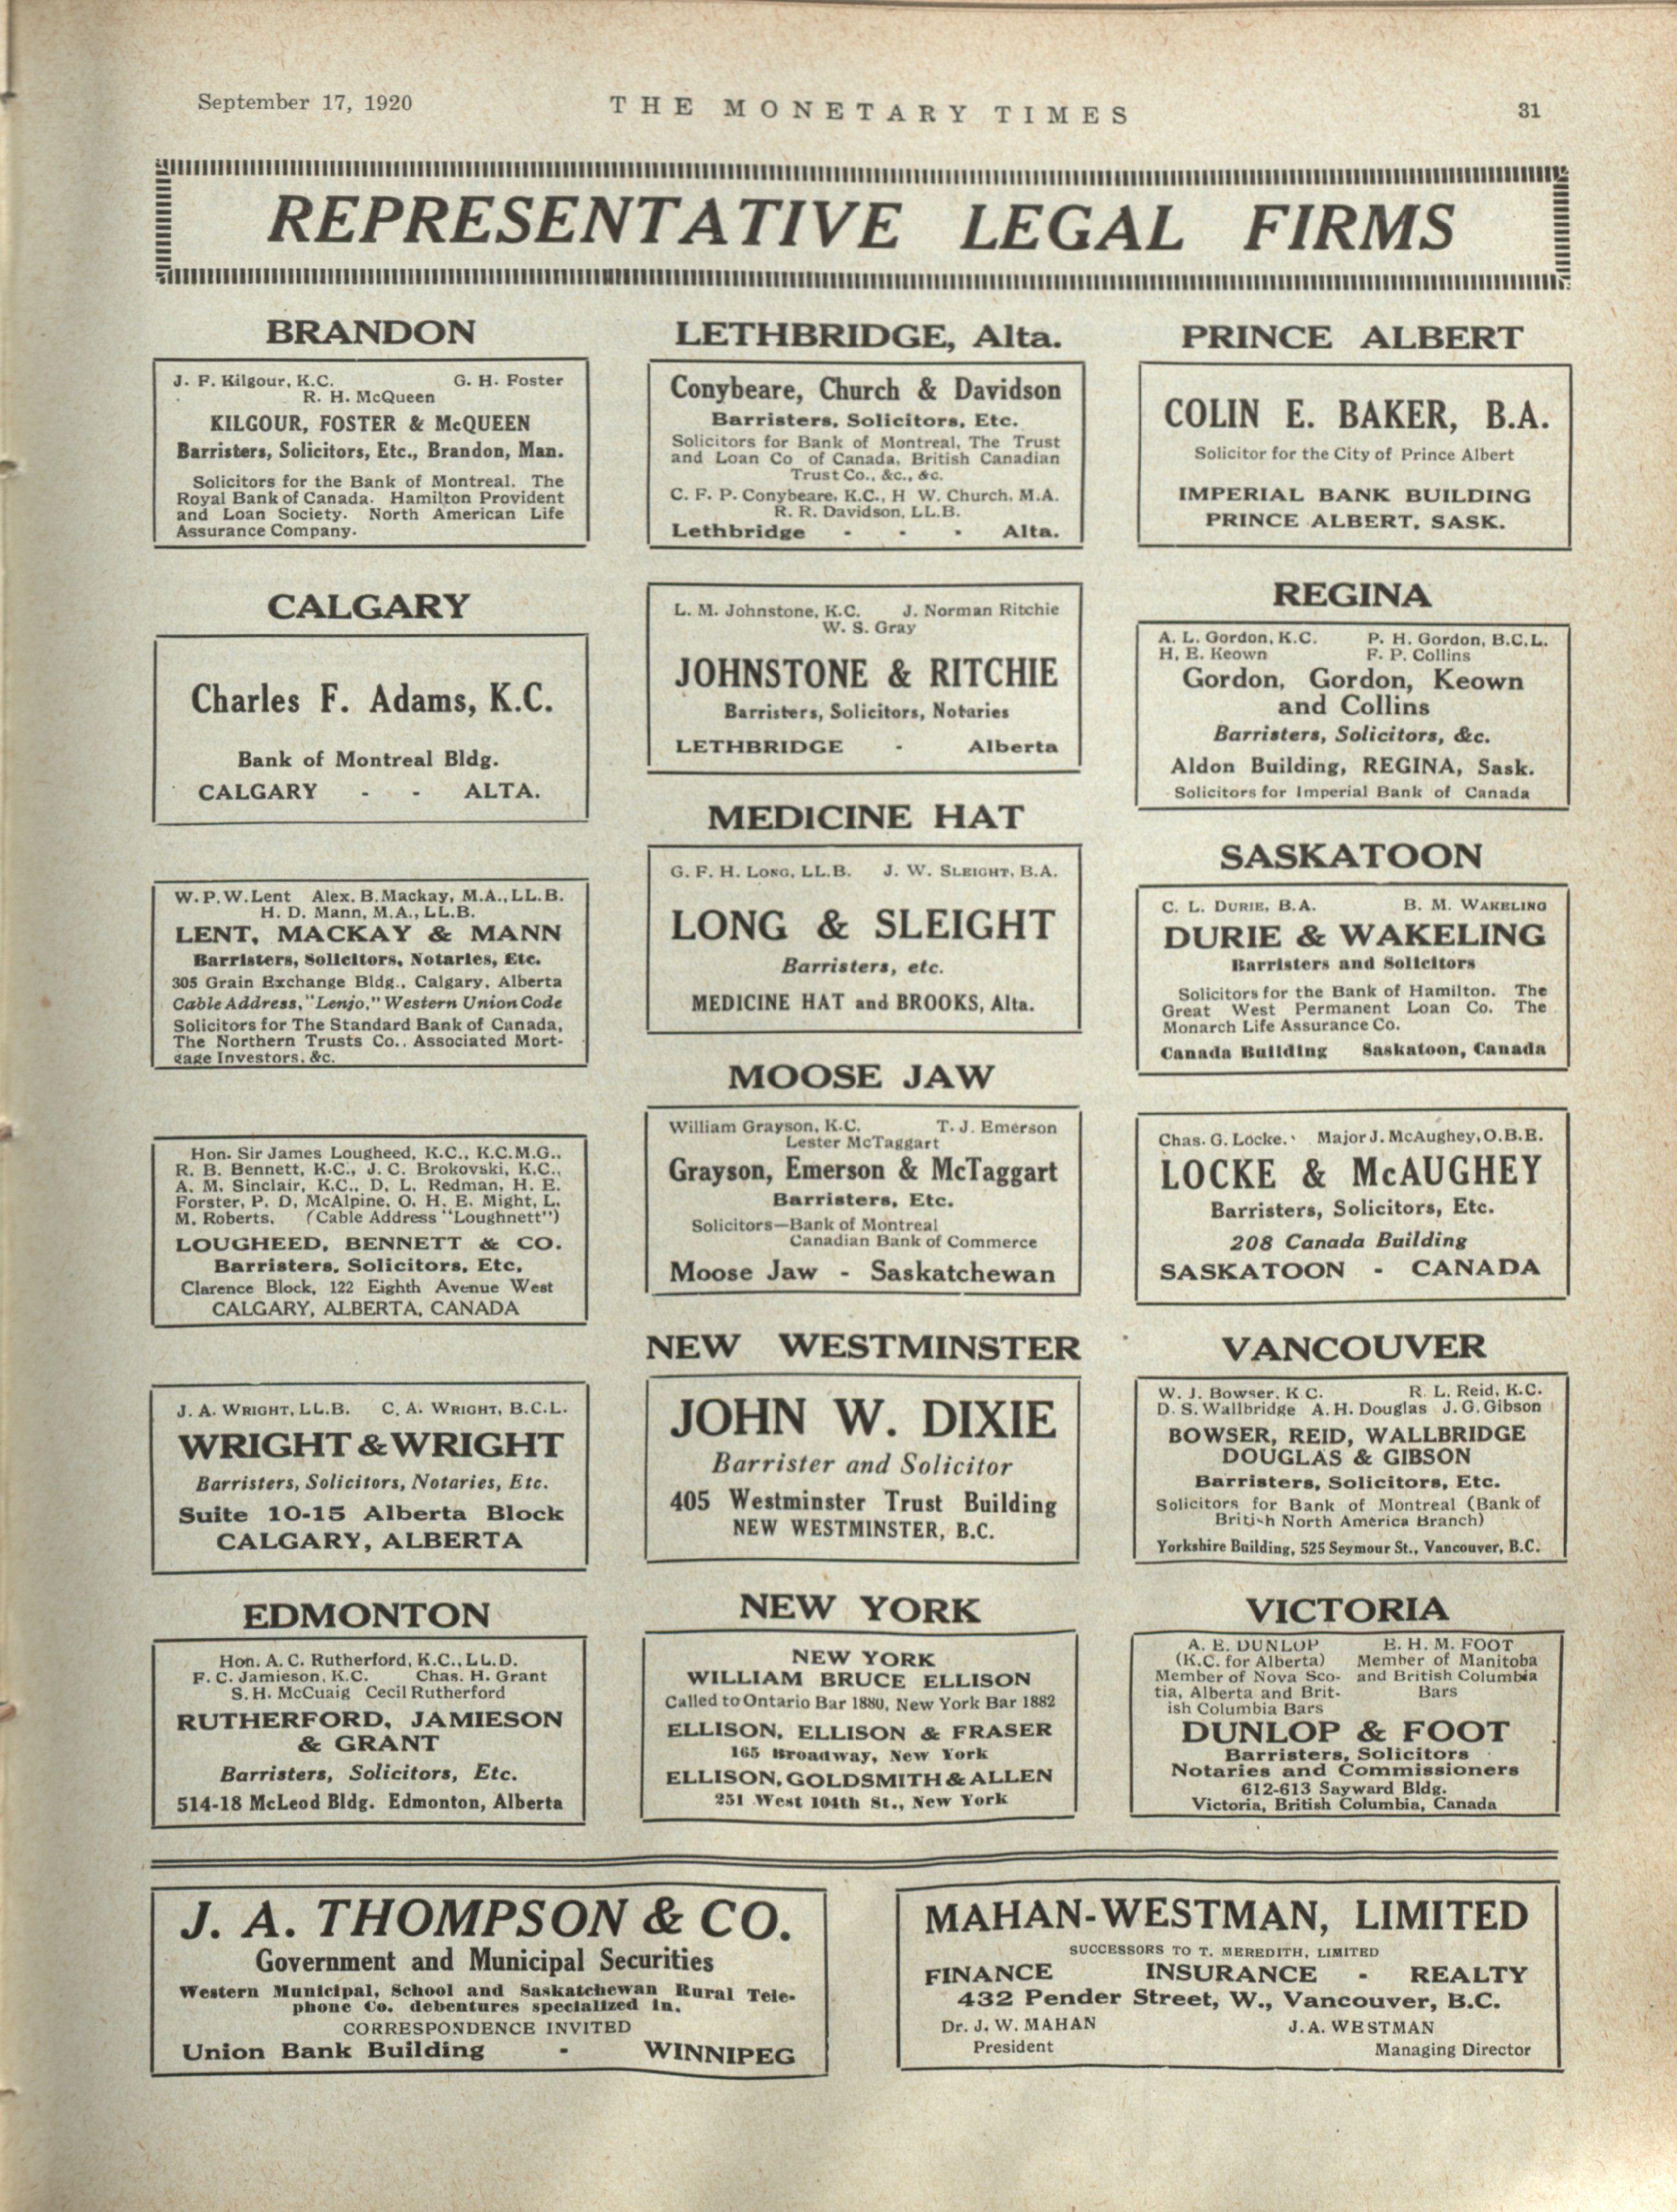 September 17, 1920
THE MONETARY TIMES
31
REPRESENTATIVE LEGAL FIRMS
BRANDON
J. F. Kilgour, K.C. G. H. Foster
R. H. McQueen
KILGOUR, FOSTER & McQUEEN
Barristers, Solicitors, Etc., Brandon, Man.
Solicitors for the Bank of Montreal. The
Royal Bank of Canada. Hamilton Provident
and Loan Society. North American Life
Assurance Company.
CALGARY
Charles F. Adams, K.C.
Bank of Montreal Bldg.
CALGARY - - ALTA.
W. P. W. Lent Alex. B. Mackay, M.A., LL.B.
H. D. Mann, M.A., LL.B.
LENT, MACKAY & MANN
Barristers, Solicitors, Notaries, Etc.
305 Grain Exchange Bldg., Calgary, Alberta
Cable Address, "Lenjo," Western Union Code
Solicitors for The Standard Bank of Canada,
The Northern Trusts Co., Associated Mort-
gage Investors, &c.
Hon. Sir James Lougheed, K.C., K.C.M.G.,
R. B. Bennett, K.C., J. C. Brokovski, K.C.,
A. M. Sinclair, K.C., D. L. Redman, H. E.
Forster, P. D. McAlpine, O. H. E. Might, L.
M. Roberts. (Cable Address "Loughnett")
LOUGHEED, BENNETT & CO.
Barristers, Solicitors, Etc.
Clarence Block, 122 Eighth Avenue West
CALGARY, ALBERTA, CANADA
J. A. WRIGHT, LL.B. C. A. WRIGHT, B.C.L.
WRIGHT & WRIGHT
Barristers, Solicitors, Notaries, Etc.
Suite 10-15 Alberta Block
CALGARY, ALBERTA
EDMONTON
Hon. A. C. Rutherford, K.C., LL.D.
F. C. Jamieson, K.C. Chas. H. Grant
S. H. McCuaig Cecil Rutherford
RUTHERFORD, JAMIESON
& GRANT
Barristers, Solicitors, Etc.
514-18 McLeod Bldg. Edmonton, Alberta
LETHBRIDGE, Alta.
Conybeare, Church & Davidson
Barristers, Solicitors, Etc.
Solicitors for Bank of Montreal, The Trust
and Loan Co of Canada, British Canadian
Trust Co., &c., &c.
C. F. P. Conybeare, K.C., H W. Church, M.A.
R. R. Davidson, LL.B.
Lethbridge - - - Alta.
L. M. Johnstone, K.C. J. Norman Ritchie
W. S. Gray
JOHNSTONE & RITCHIE
Barristers, Solicitors, Notaries
LETHBRIDGE - Alberta
MEDICINE HAT
G. F. H. LONG, LL.B. J. W. SLEIGHT, B.A.
LONG & SLEIGHT
Barristers, etc.
MEDICINE HAT and BROOKS, Alta.
MOOSE JAW
William Grayson, K.C. T. J. Emerson
Lester McTaggart
Grayson, Emerson & McTaggart
Barristers, Etc.
Solicitors—Bank of Montreal
Canadian Bank of Commerce
Moose Jaw - Saskatchewan
NEW WESTMINSTER
JOHN W. DIXIE
Barrister and Solicitor
405 Westminster Trust Building
NEW WESTMINSTER, B.C.
NEW YORK
NEW YORK
WILLIAM BRUCE ELLISON
Called to Ontario Bar 1880, New York Bar 1882
ELLISON, ELLISON & FRASER
165 Broadway, New York
ELLISON, GOLDSMITH & ALLEN
251 West 104th St., New York
PRINCE ALBERT
COLIN E. BAKER, B.A.
Solicitor for the City of Prince Albert
IMPERIAL BANK BUILDING
PRINCE ALBERT, SASK.
REGINA
A. L. Gordon, K.C. P. H. Gordon, B.C.L.
H. E. Keown F. P. Collins
Gordon, Gordon, Keown
and Collins
Barristers, Solicitors, &c.
Aldon Building, REGINA, Sask.
Solicitors for Imperial Bank of Canada
SASKATOON
C. L. DURIE, B.A. B. M. WAKELING
DURIE & WAKELING
Barristers and Solicitors
Solicitors for the Bank of Hamilton. The
Great West Permanent Loan Co. The
Monarch Life Assurance Co.
Canada Building Saskatoon, Canada
Chas. G. Locke. Major J. McAughey, O.B.E.
LOCKE & McAUGHEY
Barristers, Solicitors, Etc.
208 Canada Building
SASKATOON - CANADA
VANCOUVER
W. J. Bowser, K C. R. L. Reid, K.C.
D. S. Wallbridge A. H. Douglas J. G. Gibson
BOWSER, REID, WALLBRIDGE
DOUGLAS & GIBSON
Barristers, Solicitors, Etc.
Solicitors for Bank of Montreal (Bank of
British North America Branch)
Yorkshire Building, 525 Seymour St., Vancouver, B.C.
VICTORIA
A. E. DUNLOP E. H. M. FOOT
(K.C. for Alberta) Member of Manitoba
Member of Nova Sco- and British Columbia
tia, Alberta and Brit- Bars
ish Columbia Bars
DUNLOP & FOOT
Barristers, Solicitors
Notaries and Commissioners
612-613 Sayward Bldg.
Victoria, British Columbia, Canada
J. A. THOMPSON & CO.
Government and Municipal Securities
Western Municipal, School and Saskatchewan Rural Tele-
phone Co. debentures specialized in.
CORRESPONDENCE INVITED
Union Bank Building - WINNIPEG
MAHAN-WESTMAN, LIMITED
SUCCESSORS TO T. MEREDITH, LIMITED
FINANCE INSURANCE - REALTY
432 Pender Street, W., Vancouver, B.C.
Dr. J. W. MAHAN J. A. WESTMAN
President Managing Director